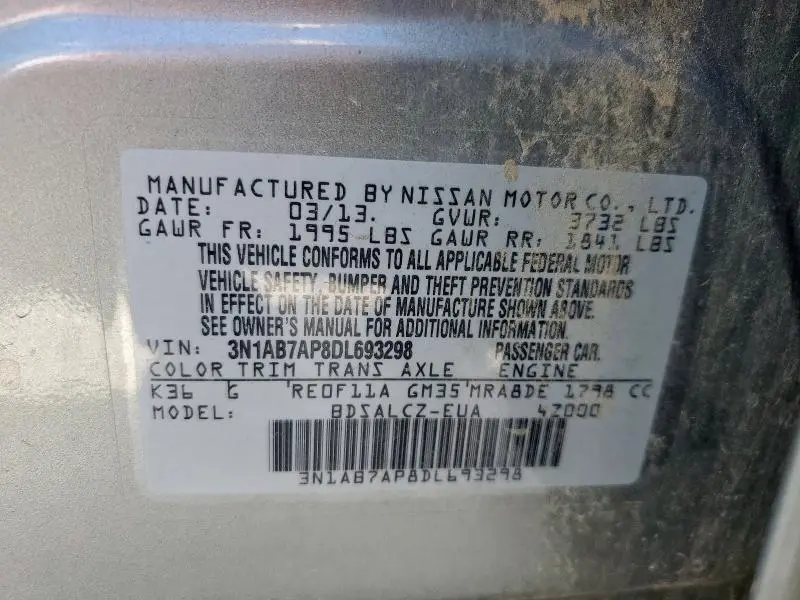 MANUFACTURED BY NISSAN MOTOR CO., LTD.
DATE: 03/13. GVWR: 3732 LBS
GAWR FR: 1995 LBS GAWR RR: 1841 LBS
THIS VEHICLE CONFORMS TO ALL APPLICABLE FEDERAL MOTOR
VEHICLE SAFETY -BUMPER AND THEFT PREVENTION STANDARDS
IN EFFECT ON THE DATE OF MANUFACTURE SHOWN ABOVE.
SEE OWNER'S MANUAL FOR ADDITIONAL INFORMATION.
VIN: 3N1AB7AP8DL693298 PASSENGER CAR.
COLOR TRIM TRANS AXLE ENGINE
K36 G 'RE0F11A GM35'MRA8DE 1798 CC
MODEL: BDSALCZ-EUA 4Z000
3N1AB7AP8DL693298